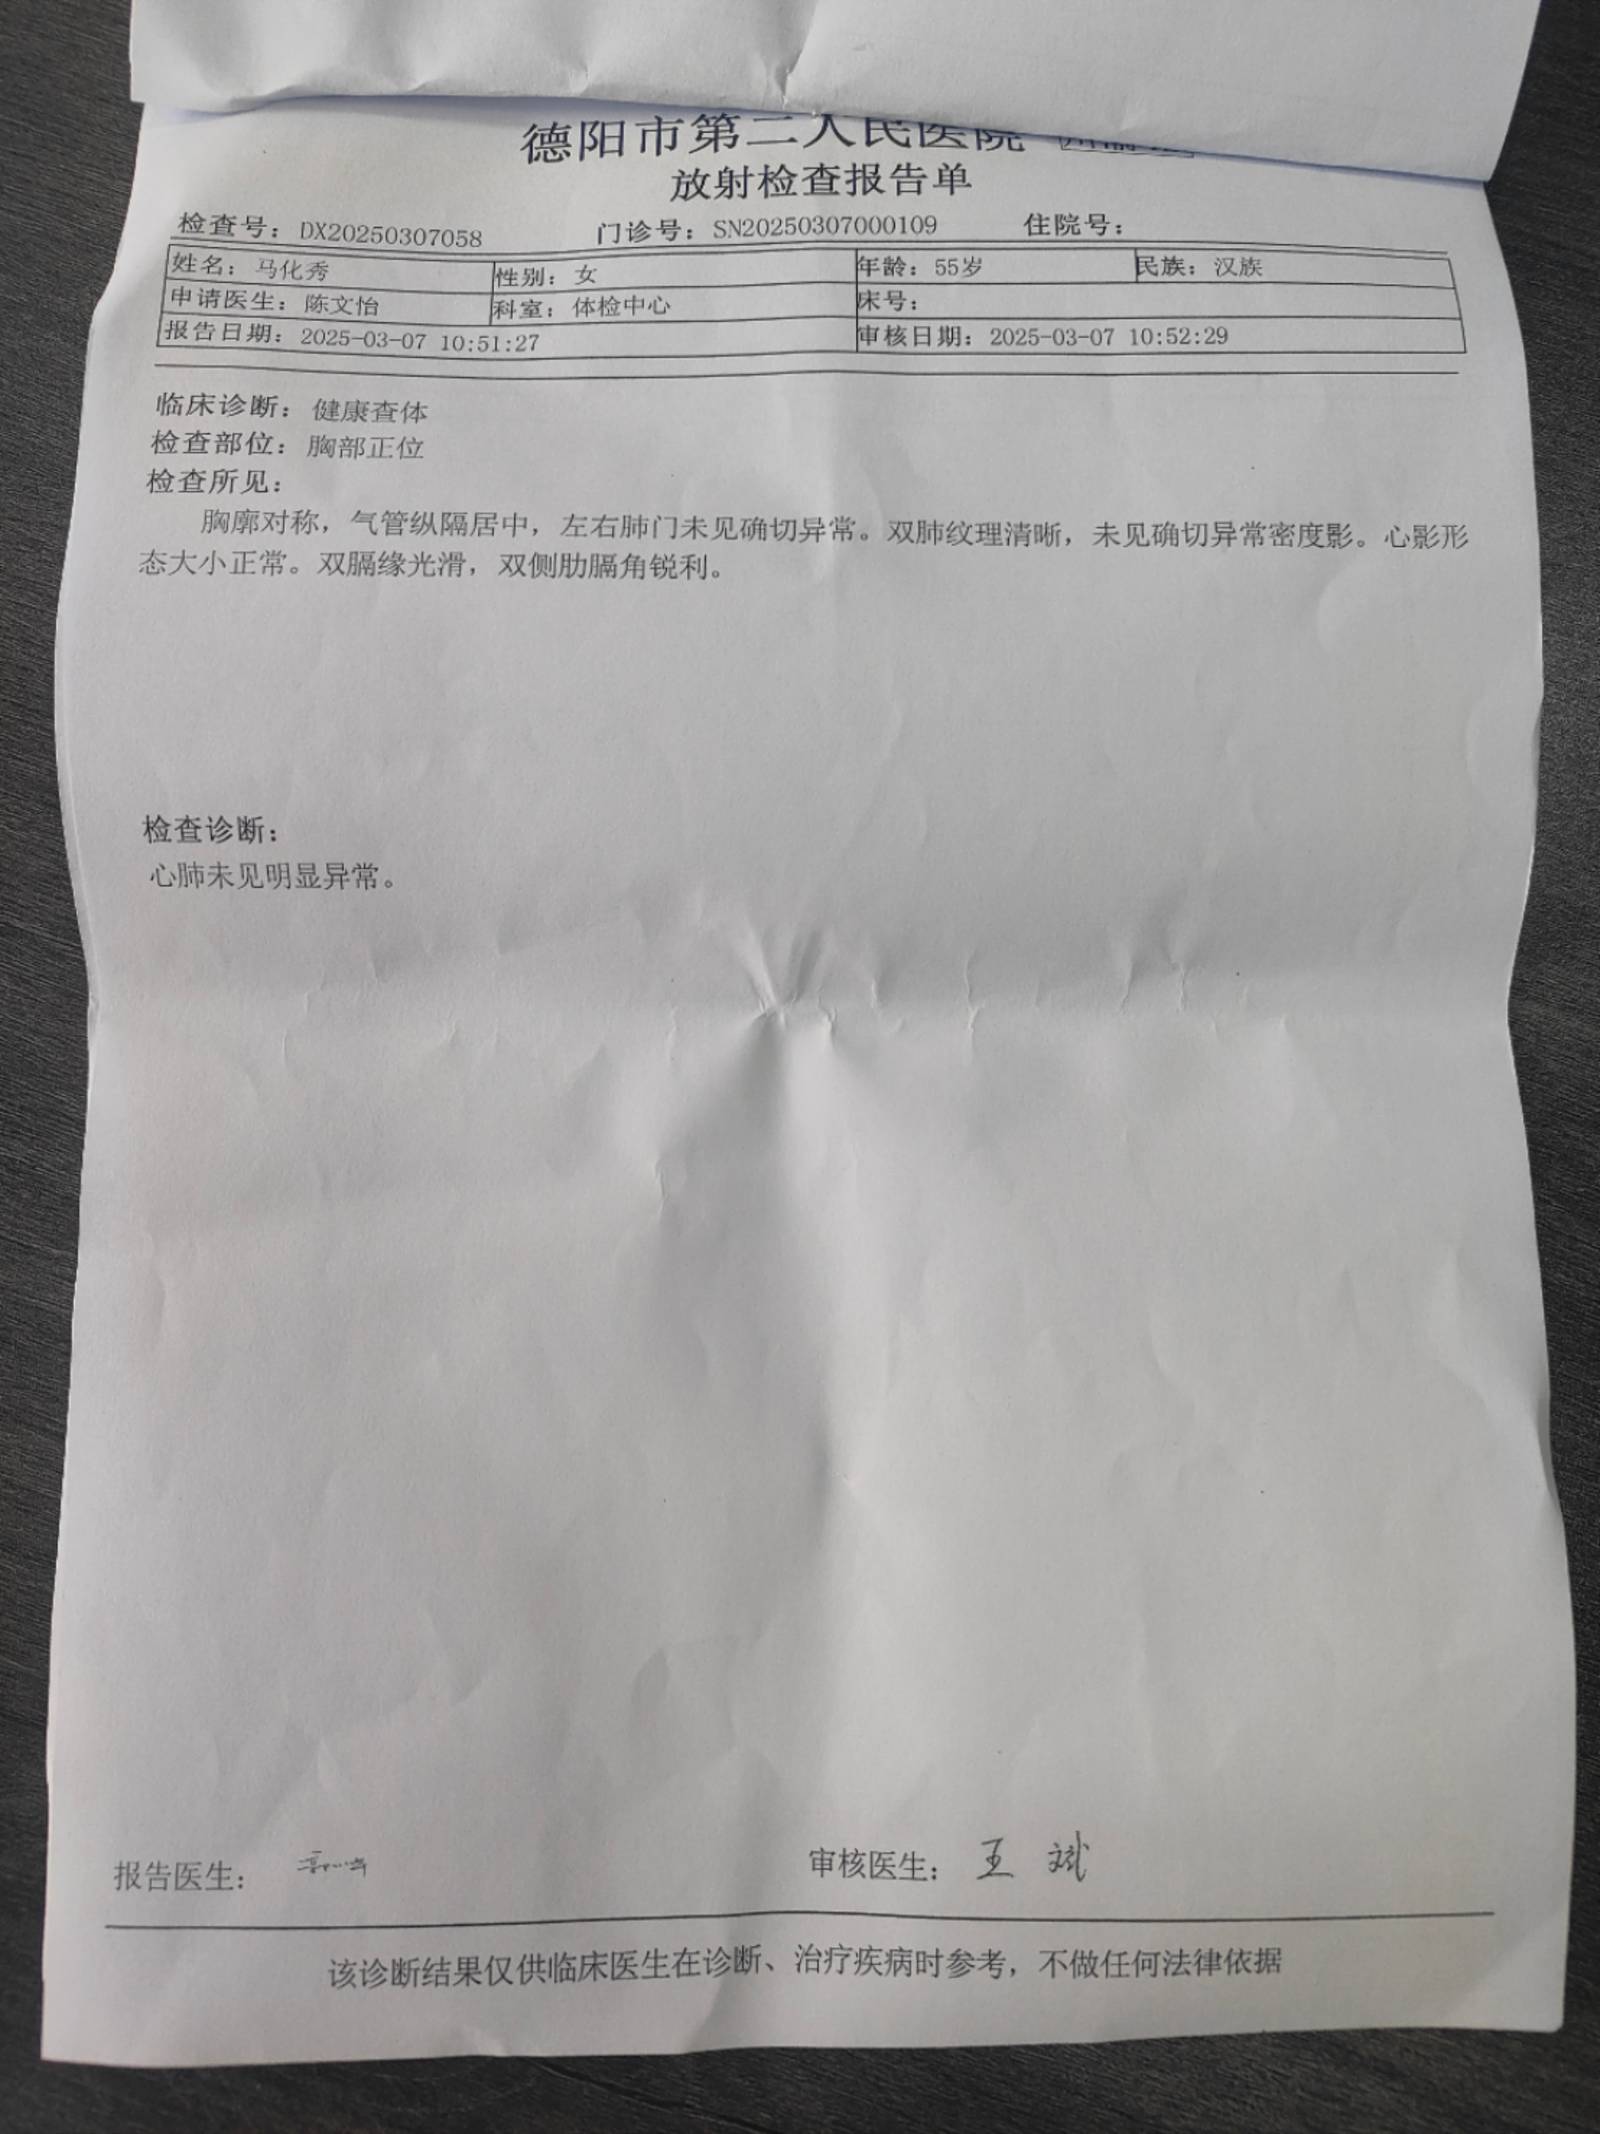 德阳市第二人民医院
放射检查报告单
检查号：DX20250307058 门诊号：SN20250307000109 住院号：
姓名：马化秀 性别：女 年龄：55岁 民族：汉族
申请医生：陈文怡 科室：体检中心 床号：
报告日期：2025-03-07 10:51:27 审核日期：2025-03-07 10:52:29
临床诊断：健康查体
检查部位：胸部正位
检查所见：
胸廓对称，气管纵隔居中，左右肺门未见确切异常。双肺纹理清晰，未见确切异常密度影。心影形
态大小正常。双膈缘光滑，双侧肋膈角锐利。
检查诊断：
心肺未见明显异常。
报告医生： 审核医生：王斌
该诊断结果仅供临床医生在诊断、治疗疾病时参考，不做任何法律依据